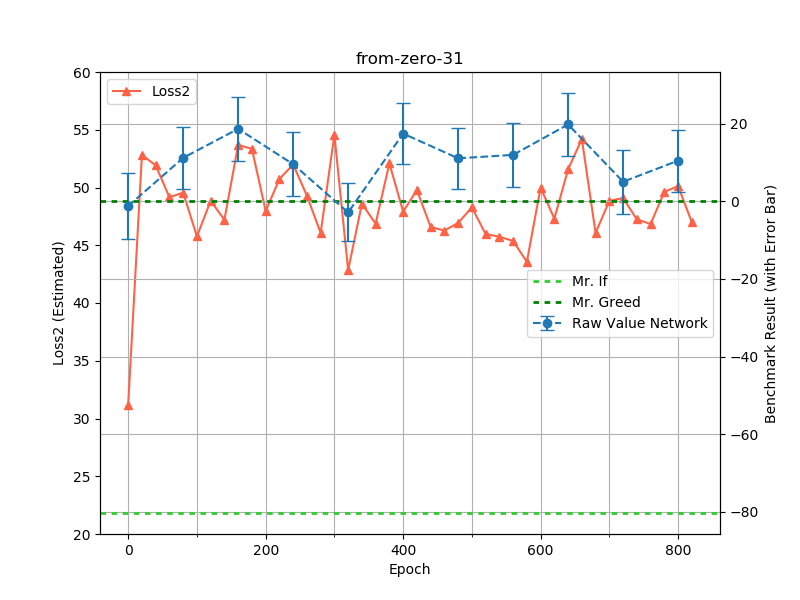 from-zero-31
Loss2
60
55
50
45
40
35
30
25
20
Loss2 (Estimated)
20
0
−20
−40
−60
−80
Benchmark Result (with Error Bar)
Mr. If
Mr. Greed
Raw Value Network
0 200 400 600 800
Epoch